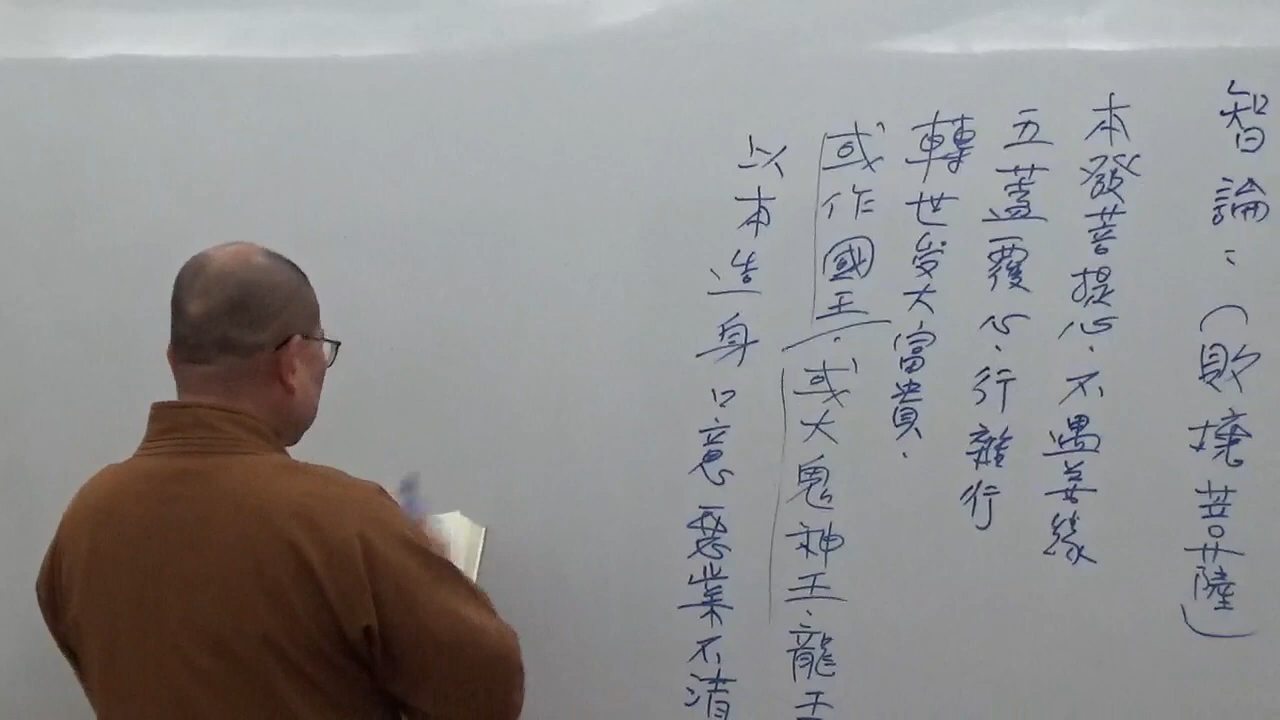 智論:(敗壞菩薩)
本發菩提心.不遇善緣
五蓋覆心.行雜行
轉世受大富貴.
或作國王.
或大鬼神王.龍王
以本造身口意惡業不清